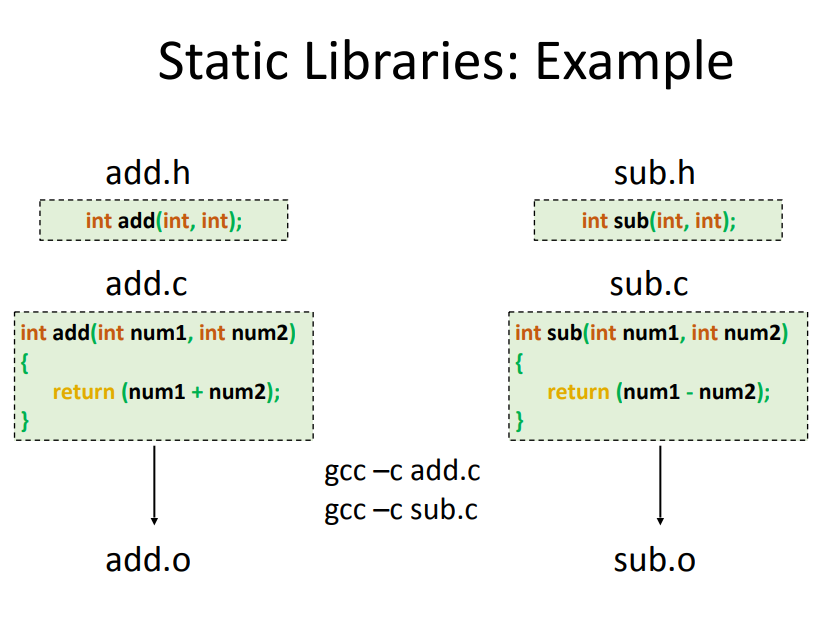 Static Libraries: Example
add.h
int add(int, int);
add.c
int add(int num1, int num2)
{
return (num1 + num2);
}
add.o
gcc –c add.c
gcc –c sub.c
sub.h
int sub(int, int);
sub.c
int sub(int num1, int num2)
{
return (num1 - num2);
}
sub.o